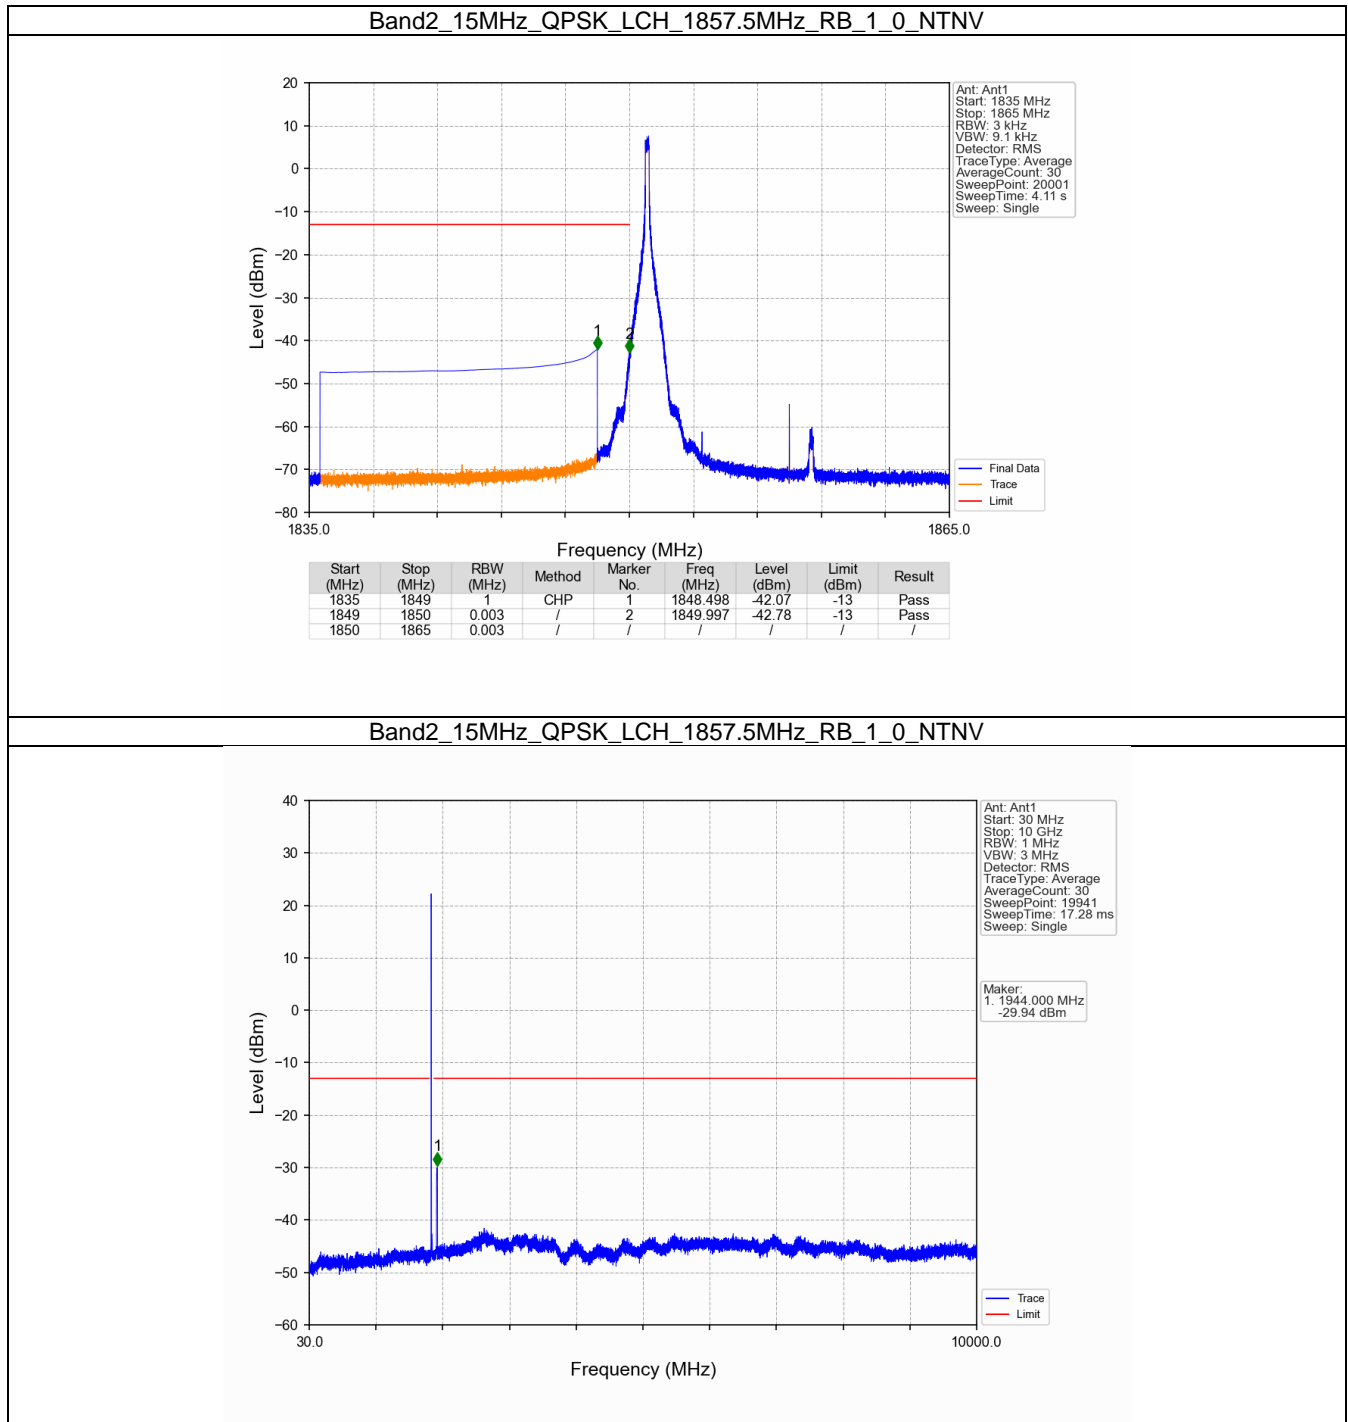 Band2_15MHz_QPSK_LCH_1857.5MHz_RB_1_0_NTNV
20
10
0
−10
−20
−30
−40
−50
−60
−70
−80
Level (dBm)
1
2
1835.0
1865.0
Frequency (MHz)
Ant: Ant1
Start: 1835 MHz
Stop: 1865 MHz
RBW: 3 kHz
VBW: 9.1 kHz
Detector: RMS
TraceType: Average
AverageCount: 30
SweepPoint: 20001
SweepTime: 4.11 s
Sweep: Single
Final Data
Trace
Limit
Start (MHz) Stop (MHz) RBW (MHz) Method Marker No. Freq (MHz) Level (dBm) Limit (dBm) Result
1835 1849 1 CHP 1 1848.498 -42.07 -13 Pass
1849 1850 0.003 / 2 1849.997 -42.78 -13 Pass
1850 1865 0.003 / / / / / /
Band2_15MHz_QPSK_LCH_1857.5MHz_RB_1_0_NTNV
40
30
20
10
0
−10
−20
−30
−40
−50
−60
Level (dBm)
1
30.0
10000.0
Frequency (MHz)
Ant: Ant1
Start: 30 MHz
Stop: 10 GHz
RBW: 1 MHz
VBW: 3 MHz
Detector: RMS
TraceType: Average
AverageCount: 30
SweepPoint: 19941
SweepTime: 17.28 ms
Sweep: Single
Maker:
1. 1944.000 MHz
-29.94 dBm
Trace
Limit